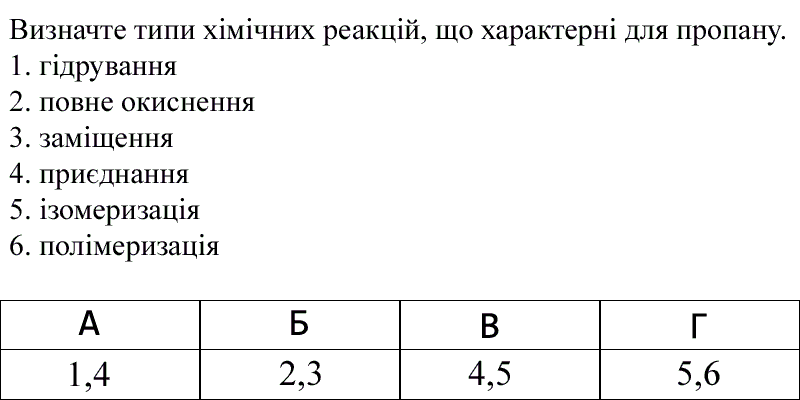 Визначте типи хімічних реакцій, що характерні для пропану.
1. гідрування
2. повне окиснення
3. заміщення
4. приєднання
5. ізомеризація
6. полімеризація
А Б В Г
1,4 2,3 4,5 5,6